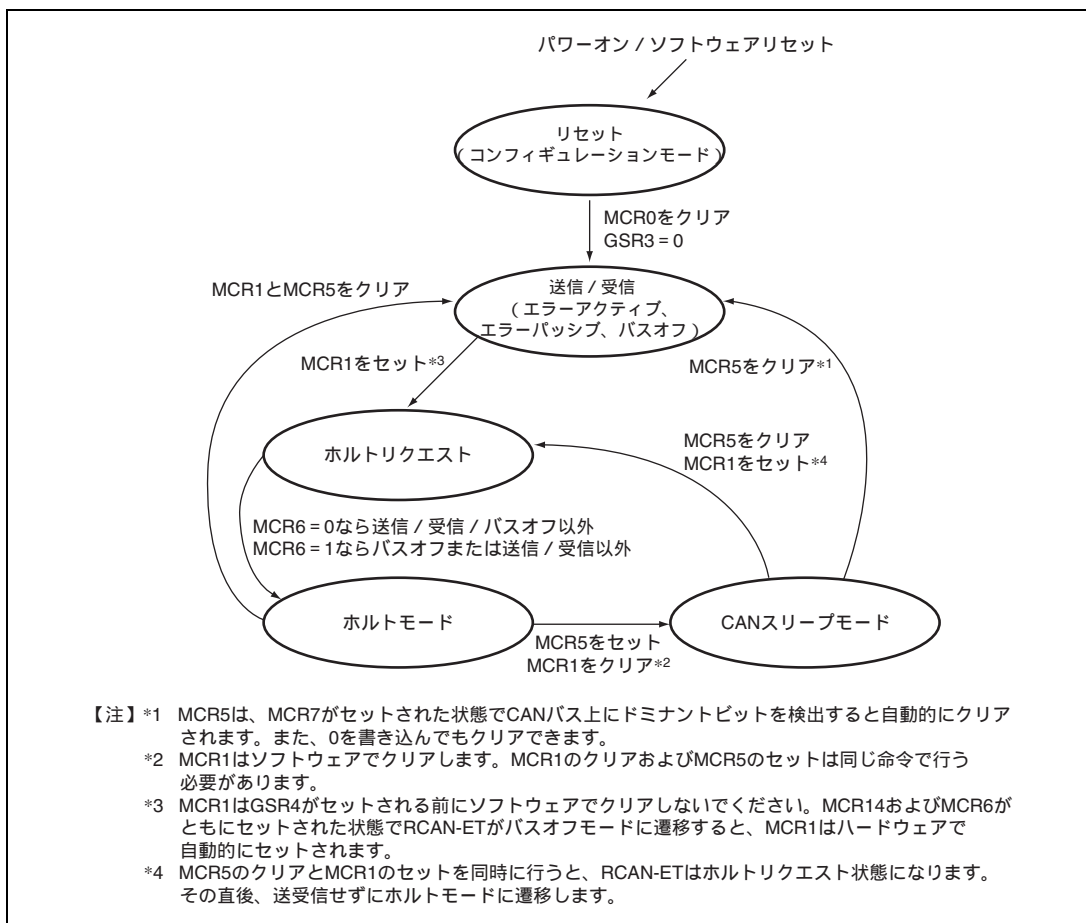 パワーオン / ソフトウェアリセット
リセット
( コンフィギュレーションモード )
MCR0をクリア
GSR3 = 0
MCR1とMCR5をクリア
送信 / 受信
( エラーアクティブ、
エラーパッシブ、バスオフ )
MCR1をセット*3
MCR5をクリア*1
ホルトリクエスト
MCR5をクリア
MCR1をセット*4
MCR6 = 0なら送信 / 受信 / バスオフ以外
MCR6 = 1ならバスオフまたは送信 / 受信以外
ホルトモード
CANスリープモード
MCR5をセット
MCR1をクリア*2
【注】*1 MCR5は、MCR7がセットされた状態でCANバス上にドミナントビットを検出すると自動的にクリア
されます。また、0を書き込んでもクリアできます。
*2 MCR1はソフトウェアでクリアします。MCR1のクリアおよびMCR5のセットは同じ命令で行う
必要があります。
*3 MCR1はGSR4がセットされる前にソフトウェアでクリアしないでください。MCR14およびMCR6が
ともにセットされた状態でRCAN-ETがバスオフモードに遷移すると、MCR1はハードウェアで
自動的にセットされます。
*4 MCR5のクリアとMCR1のセットを同時に行うと、RCAN-ETはホルトリクエスト状態になります。
その直後、送受信せずにホルトモードに遷移します。